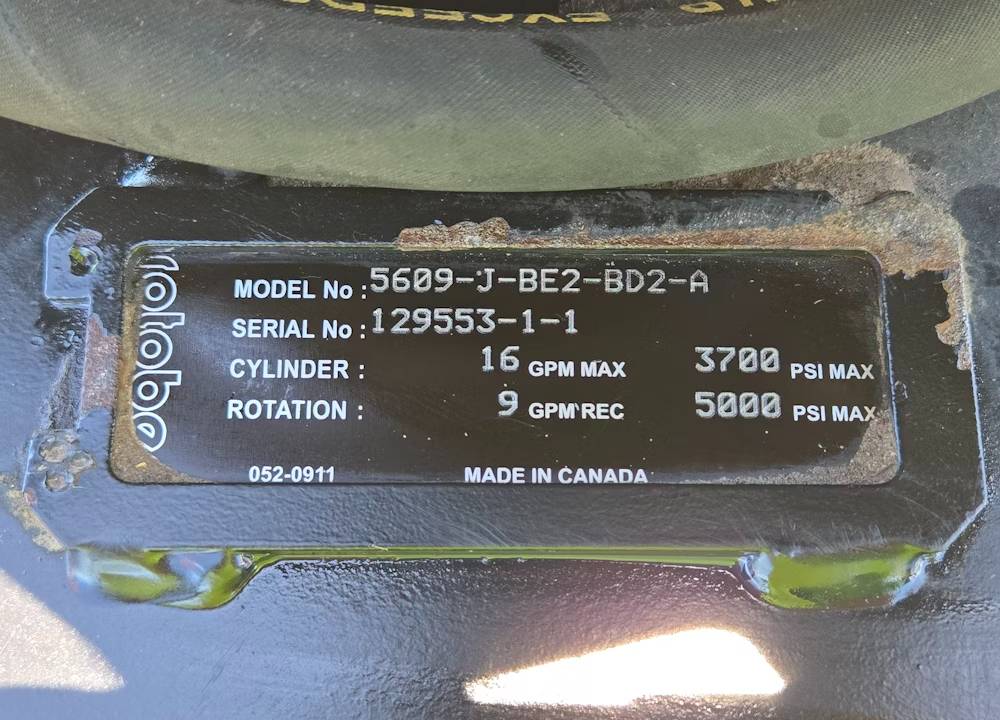 EXCEEDS
rotobec
MODEL No : 5609-J-BE2-BD2-A
SERIAL No : 129553-1-1
CYLINDER : 16 GPM MAX 3700 PSI MAX
ROTATION : 9 GPM REC 5000 PSI MAX
052-0911 MADE IN CANADA